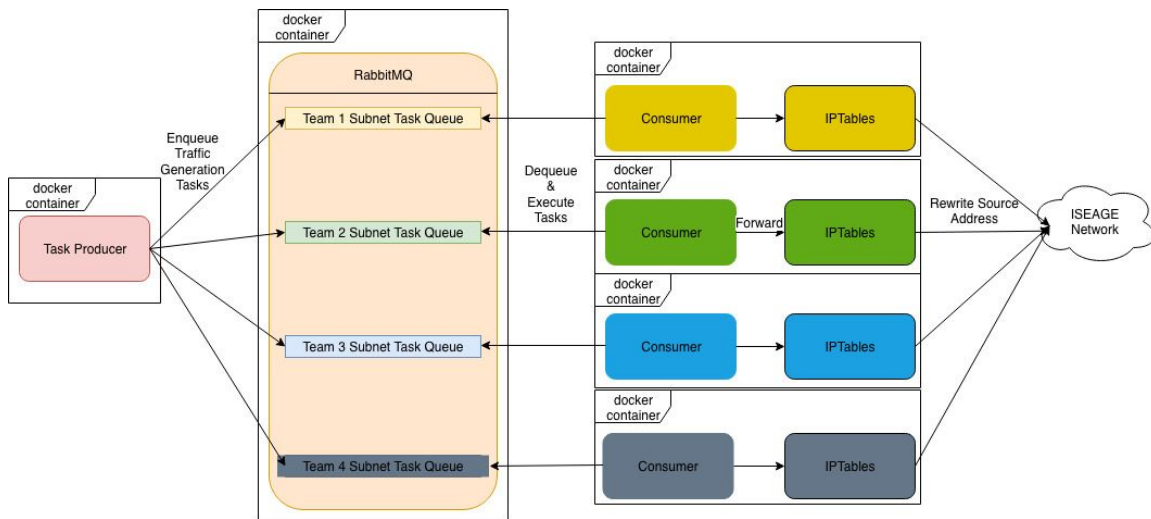 docker
container
RabbitMQ
Team 1 Subnet Task Queue
Enqueue
Traffic
Generation
Tasks
docker
container
Task Producer
Team 2 Subnet Task Queue
Team 3 Subnet Task Queue
Team 4 Subnet Task Queue
Dequeue
&
Execute
Tasks
docker
container
Consumer
IPTables
docker
container
Consumer
Forward
IPTables
docker
container
Consumer
IPTables
docker
container
Consumer
IPTables
Rewrite Source
Address
ISEAGE
Network